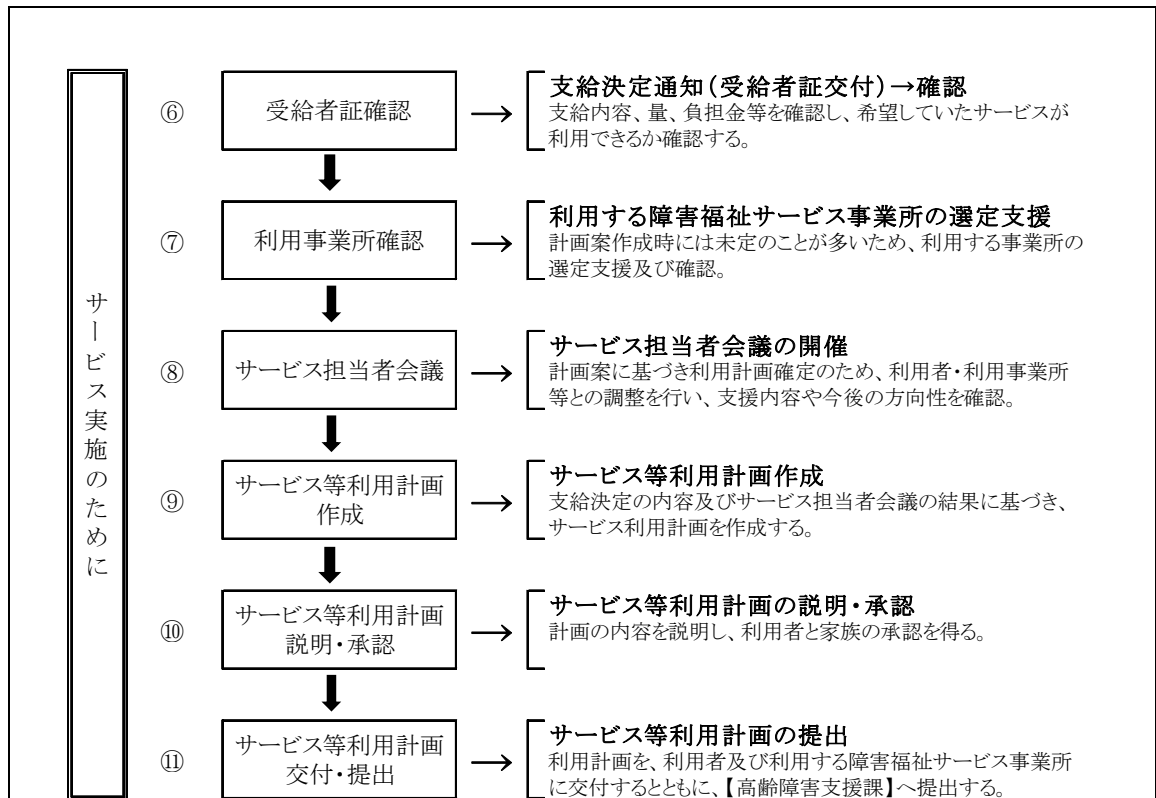 サービス実施のために
⑥
受給者証確認
→
支給決定通知(受給者証交付)→確認
支給内容、量、負担金等を確認し、希望していたサービスが
利用できるか確認する。
⑦
利用事業所確認
→
利用する障害福祉サービス事業所の選定支援
計画案作成時には未定のことが多いため、利用する事業所の
選定支援及び確認。
⑧
サービス担当者会議
→
サービス担当者会議の開催
計画案に基づき利用計画確定のため、利用者・利用事業所
等との調整を行い、支援内容や今後の方向性を確認。
⑨
サービス等利用計画
作成
→
サービス等利用計画作成
支給決定の内容及びサービス担当者会議の結果に基づき、
サービス利用計画を作成する。
⑩
サービス等利用計画
説明・承認
→
サービス等利用計画の説明・承認
計画の内容を説明し、利用者と家族の承認を得る。
⑪
サービス等利用計画
交付・提出
→
サービス等利用計画の提出
利用計画を、利用者及び利用する障害福祉サービス事業所
に交付するとともに、【高齢障害支援課】へ提出する。